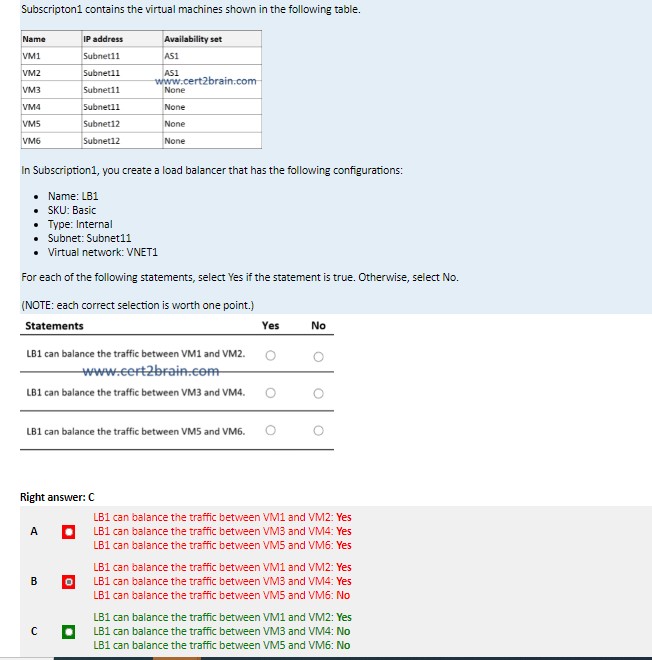 Subscripton1 contains the virtual machines shown in the following table.
Name IP address Availability set
VM1 Subnet11 AS1
VM2 Subnet11 AS1
www.cert2brain.com
VM3 Subnet11 None
VM4 Subnet11 None
VM5 Subnet12 None
VM6 Subnet12 None
In Subscription1, you create a load balancer that has the following configurations:
• Name: LB1
• SKU: Basic
• Type: Internal
• Subnet: Subnet11
• Virtual network: VNET1
For each of the following statements, select Yes if the statement is true. Otherwise, select No.
(NOTE: each correct selection is worth one point.)
Statements Yes No
LB1 can balance the traffic between VM1 and VM2.
www.cert2brain.com
LB1 can balance the traffic between VM3 and VM4.
LB1 can balance the traffic between VM5 and VM6.
Right answer: C
LB1 can balance the traffic between VM1 and VM2: Yes
A LB1 can balance the traffic between VM3 and VM4: Yes
LB1 can balance the traffic between VM5 and VM6: Yes
LB1 can balance the traffic between VM1 and VM2: Yes
B LB1 can balance the traffic between VM3 and VM4: Yes
LB1 can balance the traffic between VM5 and VM6: No
LB1 can balance the traffic between VM1 and VM2: Yes
C LB1 can balance the traffic between VM3 and VM4: No
LB1 can balance the traffic between VM5 and VM6: No